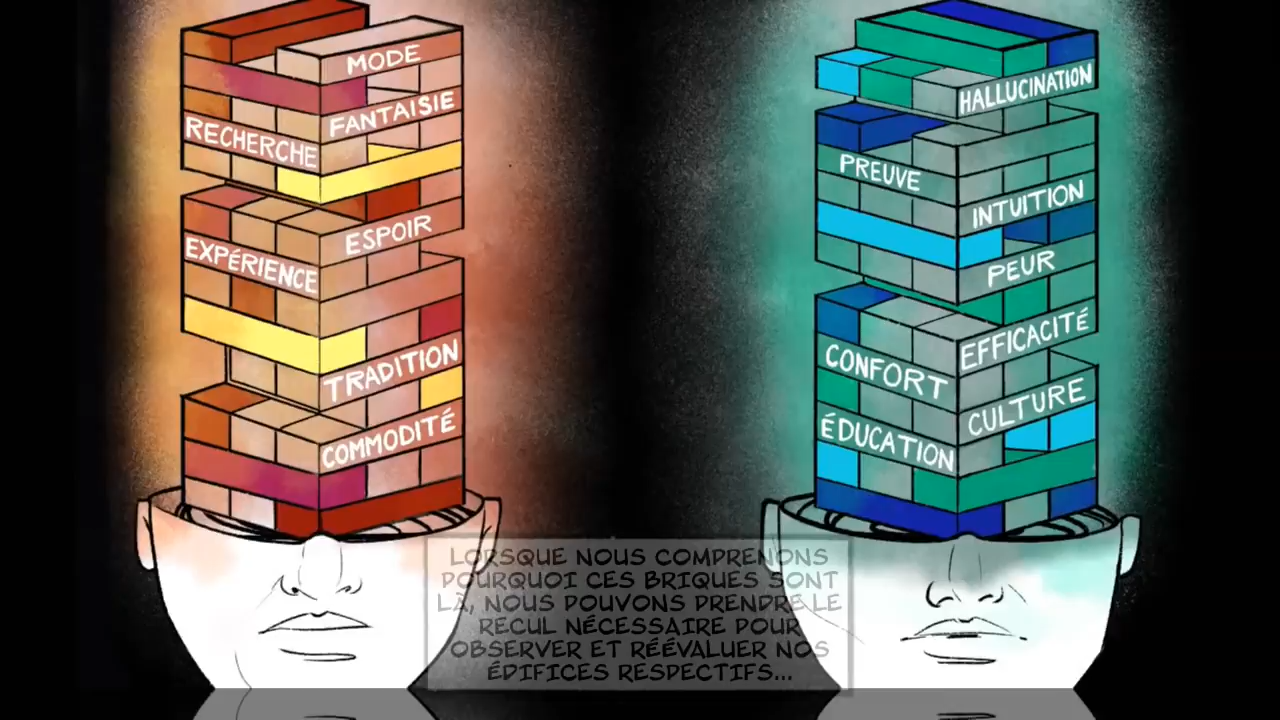 MODE
FANTAISIE
RECHERCHE
ESPOIR
EXPÉRIENCE
TRADITION
COMMODITÉ
HALLUCINATION
PREUVE
INTUITION
PEUR
EFFICACITÉ
CONFORT
CULTURE
ÉDUCATION
LORSQUE NOUS COMPRENONS
POURQUOI CES BRIQUES SONT
LÀ, NOUS POUVONS PRENDRE LE
RECUL NÉCESSAIRE POUR
OBSERVER ET RÉÉVALUER NOS
ÉDIFICES RESPECTIFS...